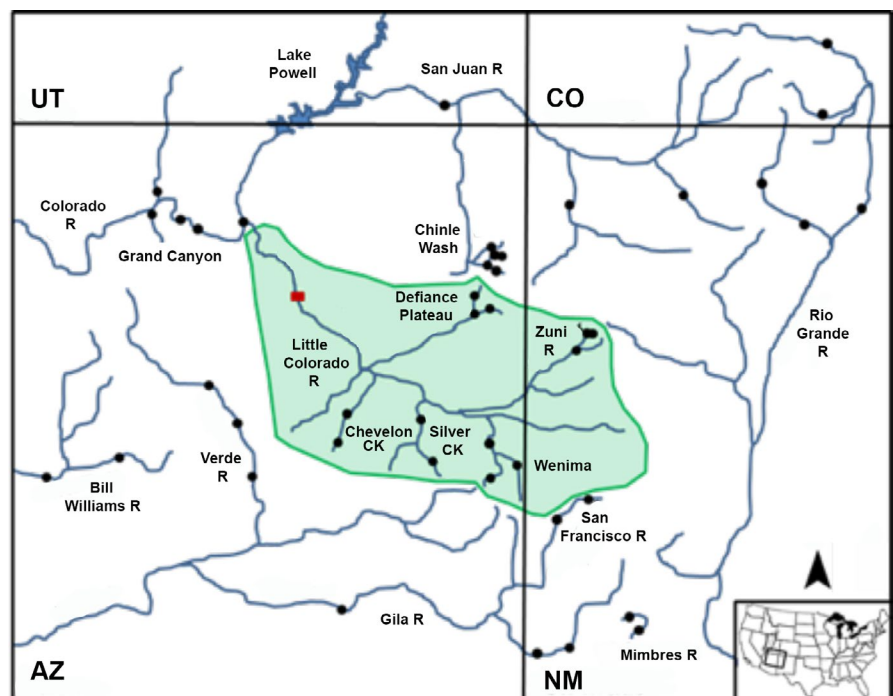 Lake
Powell
San Juan R
UT
CO
Colorado
R
Grand Canyon
Chinle
Wash
Defiance
Plateau
Zuni
R
Rio
Grande
R
Little
Colorado
R
Chevelon
CK
Silver
CK
Verde
R
Wenima
Bill
Williams R
San
Francisco R
Gila R
Mimbres R
AZ
NM